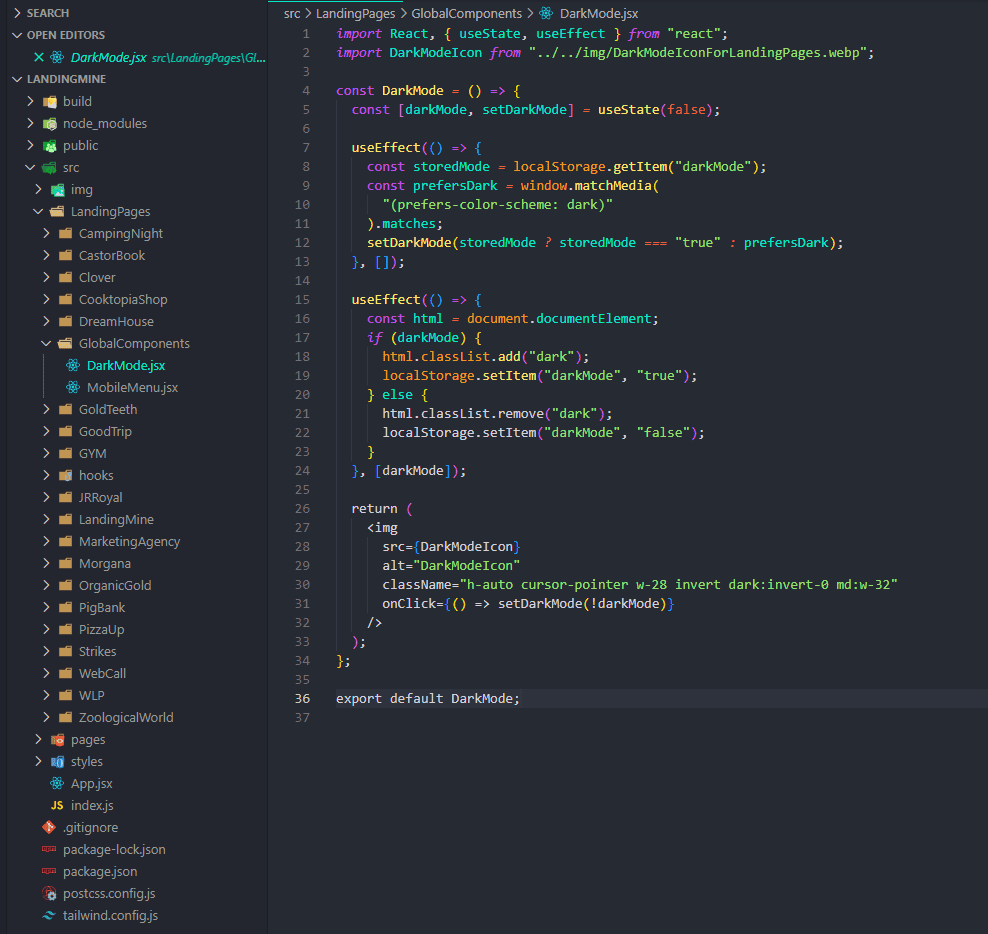 SEARCH
OPEN EDITORS
DarkMode.jsx src\LandingPages\Gl...
LANDINGMINE
build
node_modules
public
src
img
LandingPages
CampingNight
CastorBook
Clover
CooktopiaShop
DreamHouse
GlobalComponents
DarkMode.jsx
MobileMenu.jsx
GoldTeeth
GoodTrip
GYM
hooks
JRRoyal
LandingMine
MarketingAgency
Morgana
OrganicGold
PigBank
PizzaUp
Strikes
WebCall
WLP
ZoologicalWorld
pages
styles
App.jsx
JS index.js
.gitignore
package-lock.json
package.json
postcss.config.js
tailwind.config.js
src > LandingPages > GlobalComponents > DarkMode.jsx
1 import React, { useState, useEffect } from "react";
2 import DarkModeIcon from "../../img/DarkModeIconForLandingPages.webp";
3
4 const DarkMode = () => {
5   const [darkMode, setDarkMode] = useState(false);
6
7   useEffect(() => {
8     const storedMode = localStorage.getItem("darkMode");
9     const prefersDark = window.matchMedia(
10       "(prefers-color-scheme: dark)"
11     ).matches;
12     setDarkMode(storedMode ? storedMode === "true" : prefersDark);
13   }, []);
14
15   useEffect(() => {
16     const html = document.documentElement;
17     if (darkMode) {
18       html.classList.add("dark");
19       localStorage.setItem("darkMode", "true");
20     } else {
21       html.classList.remove("dark");
22       localStorage.setItem("darkMode", "false");
23     }
24   }, [darkMode]);
25
26   return (
27     <img
28       src={DarkModeIcon}
29       alt="DarkModeIcon"
30       className="h-auto cursor-pointer w-28 invert dark:invert-0 md:w-32"
31       onClick={() => setDarkMode(!darkMode)}
32     />
33   );
34 };
35
36 export default DarkMode;
37